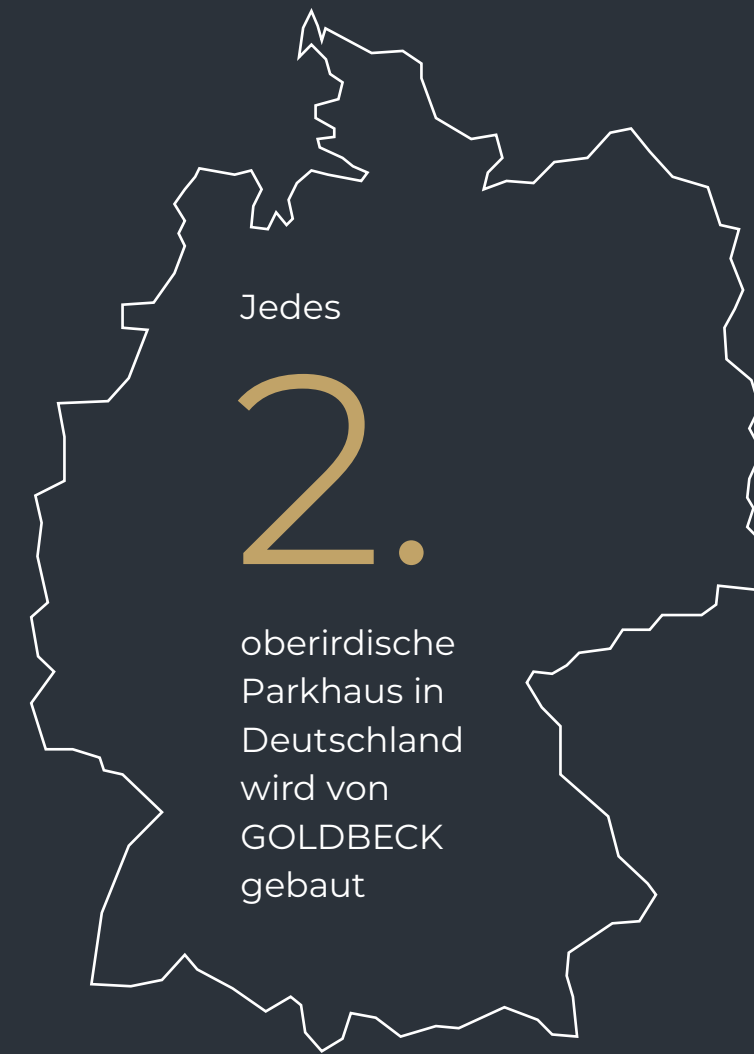 Jedes
2.
oberirdische
Parkhaus in
Deutschland
wird von
GOLDBECK
gebaut